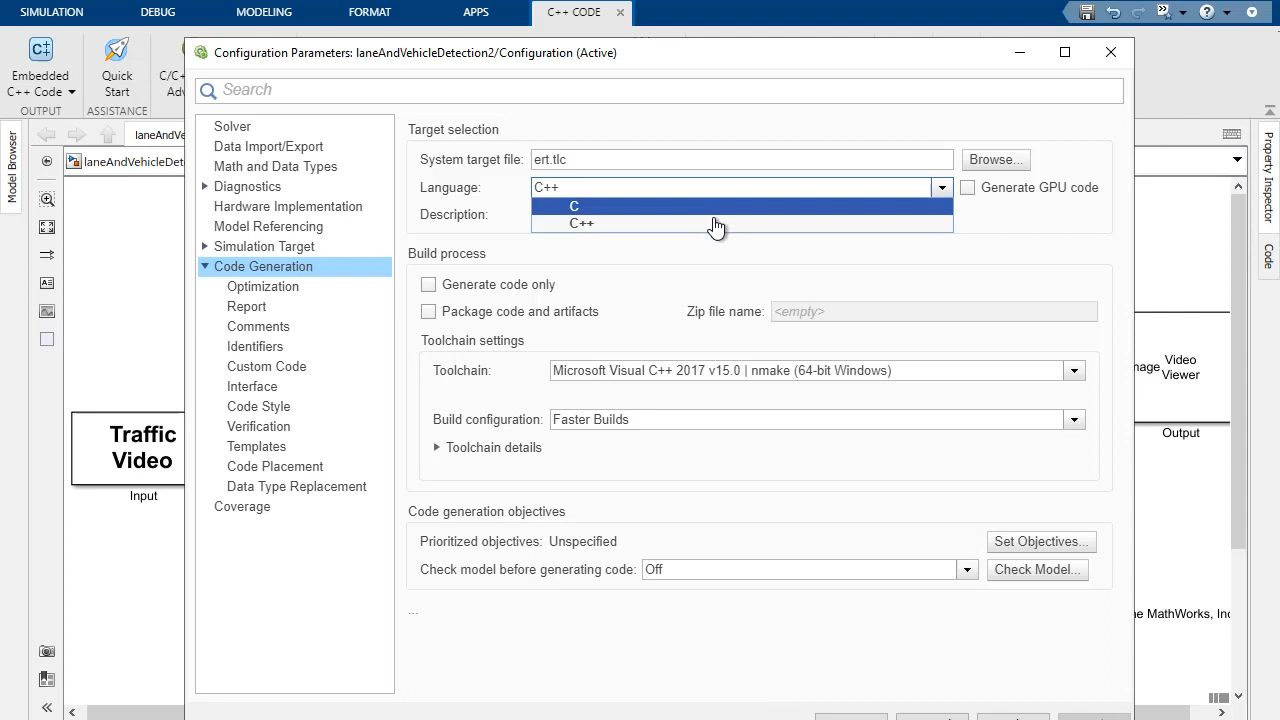 SIMULATION DEBUG MODELING FORMAT APPS C++ CODE
Configuration Parameters: laneAndVehicleDetection2/Configuration (Active)
Embedded
C++ Code
Quick
Start
C/C+
Adv
OUTPUT
ASSISTANCE
Search
Model Browser
Property Inspector
Code
laneAndVe
laneAndVehicleDete
Solver
Data Import/Export
Math and Data Types
Diagnostics
Hardware Implementation
Model Referencing
Simulation Target
Code Generation
Optimization
Report
Comments
Identifiers
Custom Code
Interface
Code Style
Verification
Templates
Code Placement
Data Type Replacement
Coverage
Target selection
System target file: ert.tlc Browse...
Language: C++ Generate GPU code
C
C++
Description:
Build process
Generate code only
Package code and artifacts Zip file name: <empty>
Toolchain settings
Toolchain: Microsoft Visual C++ 2017 v15.0 | nmake (64-bit Windows)
Build configuration: Faster Builds
Toolchain details
Code generation objectives
Prioritized objectives: Unspecified Set Objectives...
Check model before generating code: Off Check Model...
...
Traffic
Video
Input
mage
Video
Viewer
Output
e MathWorks, Inc